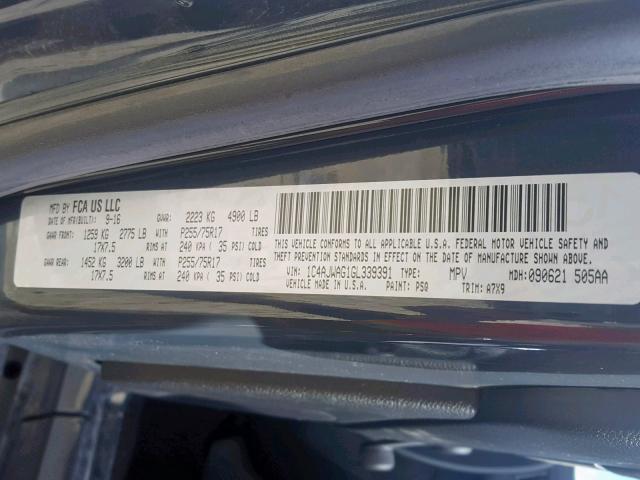 MFD BY FCA US LLC
DATE OF MFR(BUILT): 9-16 GVWR: 2223 KG 4900 LB
GAWR FRONT: 1259 KG 2775 LB WITH P255/75R17 TIRES
17X7.5 RIMS AT 240 KPA ( 35 PSI) COLD
GAWR REAR: 1452 KG 3200 LB WITH P255/75R17 TIRES
17X7.5 RIMS AT 240 KPA ( 35 PSI) COLD
THIS VEHICLE CONFORMS TO ALL APPLICABLE U.S.A. FEDERAL MOTOR VEHICLE SAFETY AND
THEFT PREVENTION STANDARDS IN EFFECT ON THE DATE OF MANUFACTURE SHOWN ABOVE.
VIN: 1C4AJWAG1GL339391 TYPE: MPV MDH: 090621 505AA
VEHICLE MADE IN U.S.A. PAINT: PSQ TRIM: A7X9